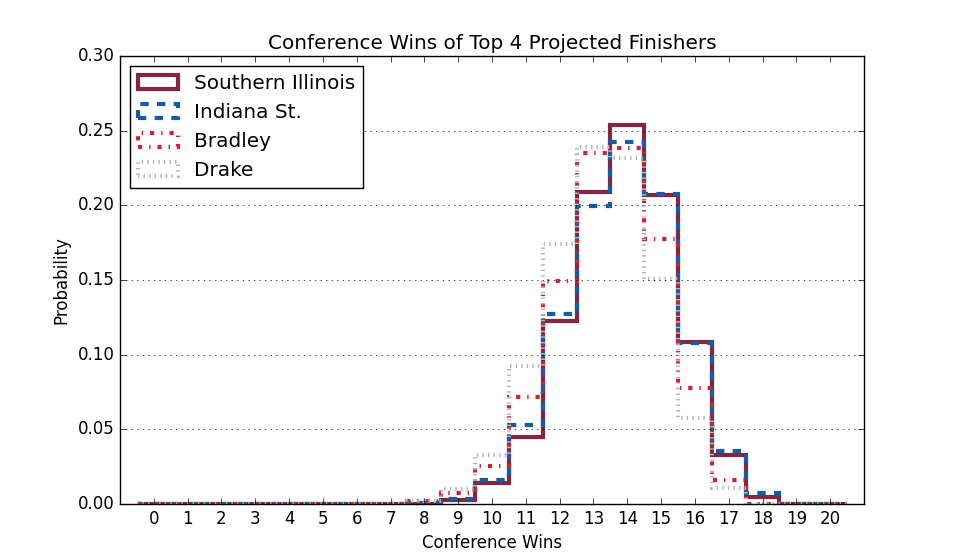 Conference Wins of Top 4 Projected Finishers
0.30
0.25
0.20
0.15
0.10
0.05
0.00
Probability
Southern Illinois
Indiana St.
Bradley
Drake
0 1 2 3 4 5 6 7 8 9 10 11 12 13 14 15 16 17 18 19 20
Conference Wins